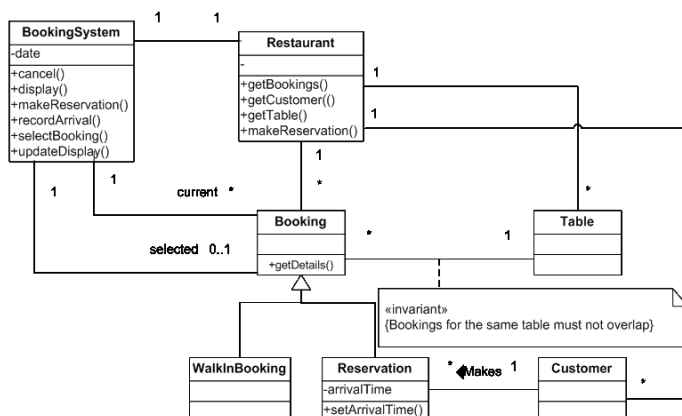 1 1
BookingSystem
-date
+cancel()
+display()
+makeReservation()
+recordArrival()
+selectBooking()
+updateDisplay()
Restaurant
-
+getBookings()
+getCustomer(()
+getTable()
+makeReservation()
1
1
1
*
1
1
current *
selected 0..1
*
Booking
+getDetails()
* 1
Table
«invariant»
{Bookings for the same table must not overlap}
WalkInBooking
Reservation
-arrivalTime
+setArrivalTime()
* Makes 1
Customer
*